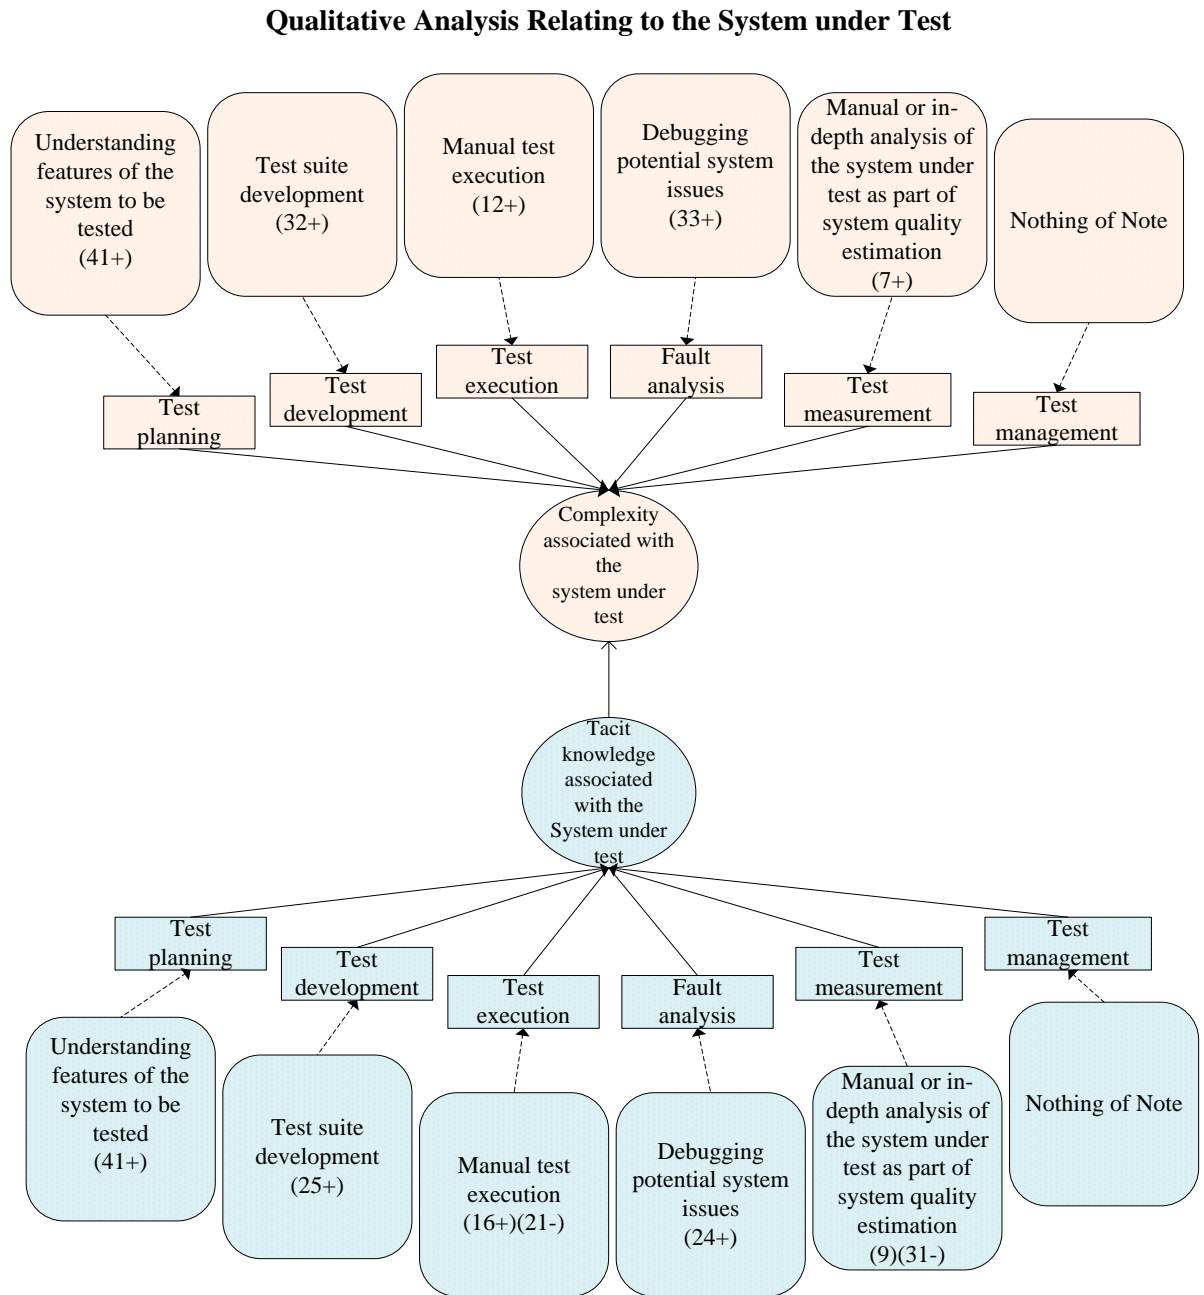 Qualitative Analysis Relating to the System under Test
Understanding
features of the
system to be
tested
(41+)
Test suite
development
(32+)
Manual test
execution
(12+)
Debugging
potential system
issues
(33+)
Manual or in-
depth analysis of
the system under
test as part of
system quality
estimation
(7+)
Nothing of Note
Test
planning
Test
development
Test
execution
Fault
analysis
Test
measurement
Test
management
Complexity
associated with
the
system under
test
Tacit
knowledge
associated
with the
System under
test
Test
planning
Test
development
Test
execution
Fault
analysis
Test
measurement
Test
management
Understanding
features of the
system to be
tested
(41+)
Test suite
development
(25+)
Manual test
execution
(16+)(21-)
Debugging
potential system
issues
(24+)
Manual or in-
depth analysis of
the system under
test as part of
system quality
estimation
(9)(31-)
Nothing of Note